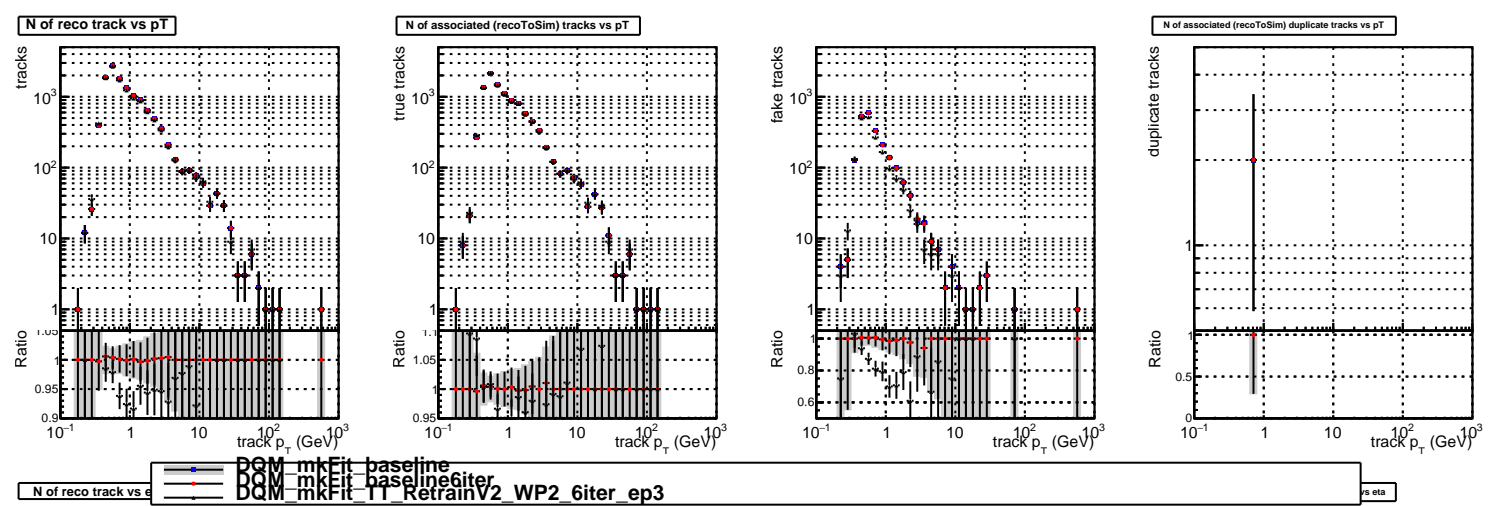 N of reco track vs pT
N of associated (recoToSim) tracks vs pT
N of associated (recoToSim) duplicate tracks vs pT
tracks
10³
10²
10
1
Ratio
1.05
1
0.95
0.9
10⁻¹ 1 10 10² 10³
track p_T (GeV)
true tracks
10³
10²
10
1
Ratio
1.1
1.05
1
0.95
10⁻¹ 1 10 10² 10³
track p_T (GeV)
fake tracks
10³
10²
10
1
Ratio
1
0.8
0.6
10⁻¹ 1 10 10² 10³
track p_T (GeV)
duplicate tracks
1
Ratio
1
0.5
0
10⁻¹ 1 10 10² 10³
track p_T (GeV)
DQM_mkFit_baseline
DQM_mkFit_baseline6iter
DQM_mkFit_TT_RetrainV2_WP2_6iter_ep3
N of reco track vs e
vs eta